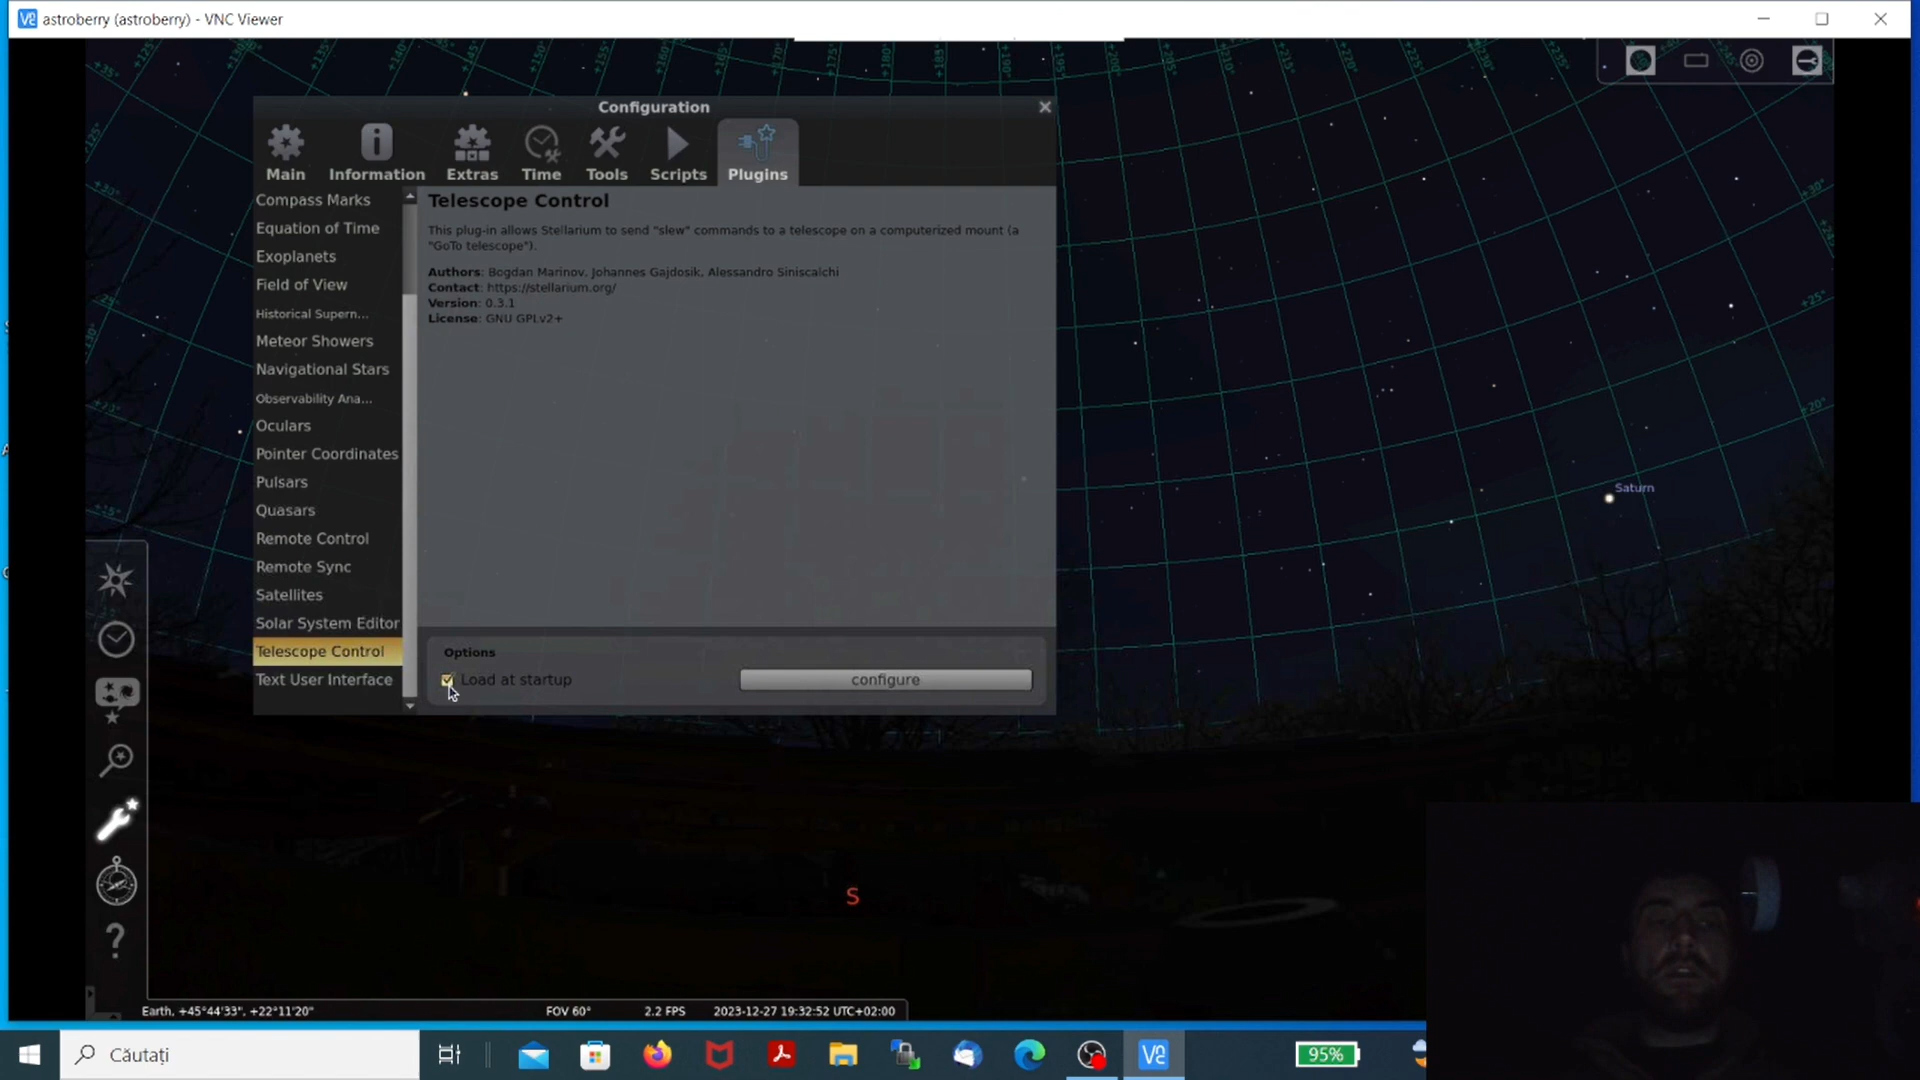 astroberry (astroberry) - VNC Viewer
Configuration
Main
Information
Extras
Time
Tools
Scripts
Plugins
Compass Marks
Equation of Time
Exoplanets
Field of View
Historical Supern...
Meteor Showers
Navigational Stars
Observability Ana...
Oculars
Pointer Coordinates
Pulsars
Quasars
Remote Control
Remote Sync
Satellites
Solar System Editor
Telescope Control
Text User Interface
Telescope Control
This plug-in allows Stellarium to send "slew" commands to a telescope on a computerized mount (a
"GoTo telescope").
Authors: Bogdan Marinov, Johannes Gajdosik, Alessandro Siniscalchi
Contact: https://stellarium.org/
Version: 0.3.1
License: GNU GPLv2+
Options
Load at startup
configure
Saturn
S
Earth, +45°44'33", +22°11'20"
FOV 60°
2.2 FPS
2023-12-27 19:32:52 UTC+02:00
Căutați
95%